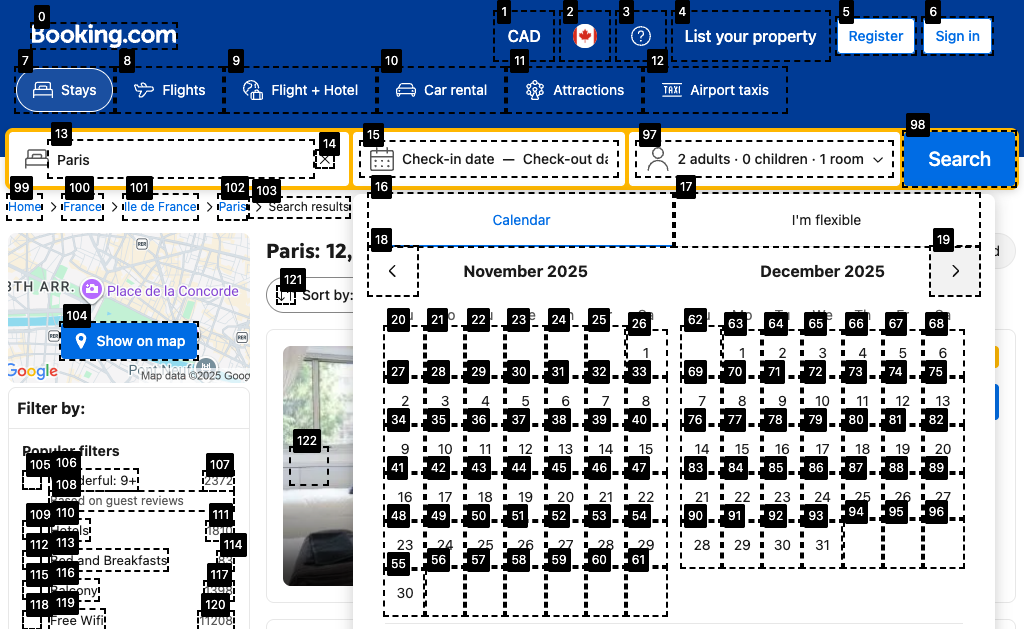 0 1 2 3 4 5 6
Booking.com CAD List your property Register Sign in
7 8 9 10 11 12
Stays Flights Flight + Hotel Car rental Attractions TAXI Airport taxis
13 14 15 97 98
Paris Check-in date — Check-out da 2 adults · 0 children · 1 room Search
99 100 101 102 103 16 17
Home France Île de France Paris Search results
Calendar I'm flexible
18 19
Paris: 12,
November 2025 December 2025
8TH ARR. Place de la Concorde
121
Sort by:
104
Show on map
Google Map data ©2025 Goog
20 21 22 23 24 25 26 62 63 64 65 66 67 68
1 1 2 3 4 5 6
27 28 29 30 31 32 33 69 70 71 72 73 74 75
2 3 4 5 6 7 8 7 8 9 10 11 12 13
34 35 36 37 38 39 40 76 77 78 79 80 81 82
9 10 11 12 13 14 15 14 15 16 17 18 19 20
41 42 43 44 45 46 47 83 84 85 86 87 88 89
16 17 18 19 20 21 22 21 22 23 24 25 26 27
48 49 50 51 52 53 54 90 91 92 93 94 95 96
23 24 25 26 27 28 29 28 29 30 31
55 56 57 58 59 60 61
30
122
Filter by:
Popular filters
105 106 107
derful: 9+ 2372
108
Based on guest reviews
109 110 111
Hotels
112 113 114
Bed and Breakfasts
115 116 117
Balcony
118 119 120
Free Wifi 11208